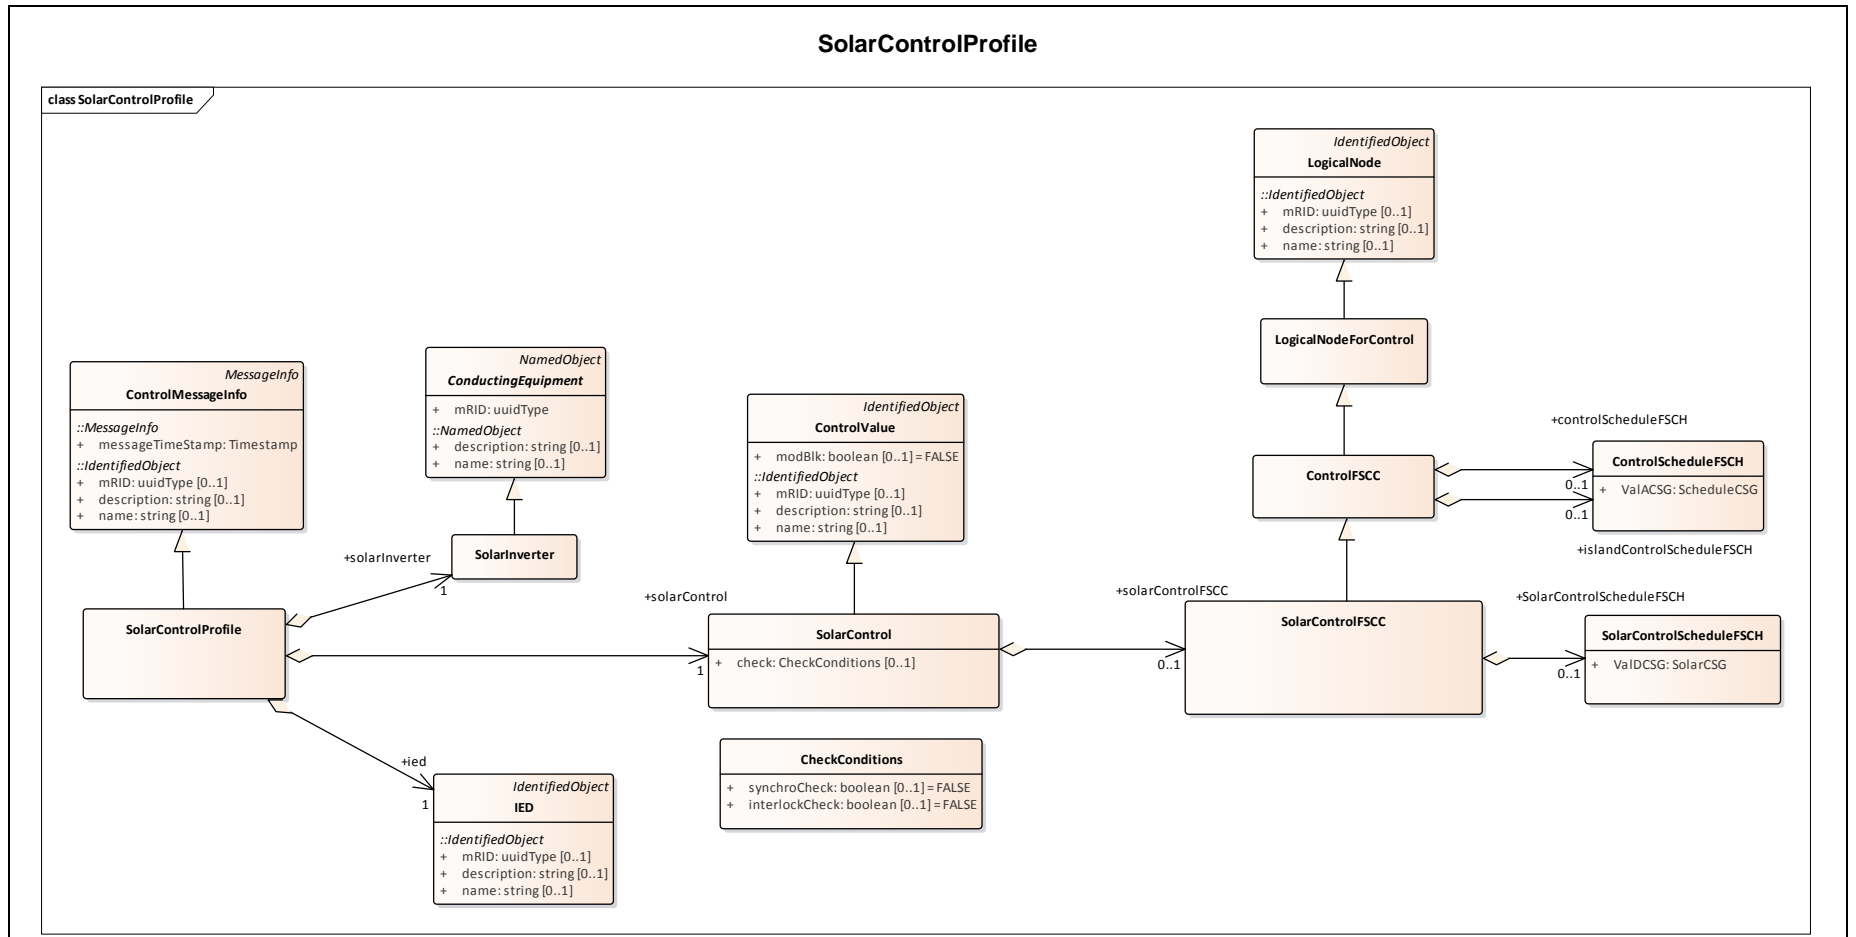 SolarControlProfile
class SolarControlProfile
IdentifiedObject
LogicalNode
::IdentifiedObject
+ mRID: uuidType [0..1]
+ description: string [0..1]
+ name: string [0..1]
LogicalNodeForControl
MessageInfo
ControlMessageInfo
::MessageInfo
+ messageTimeStamp: Timestamp
::IdentifiedObject
+ mRID: uuidType [0..1]
+ description: string [0..1]
+ name: string [0..1]
NamedObject
ConductingEquipment
+ mRID: uuidType
::NamedObject
+ description: string [0..1]
+ name: string [0..1]
IdentifiedObject
ControlValue
+ modBlk: boolean [0..1] = FALSE
::IdentifiedObject
+ mRID: uuidType [0..1]
+ description: string [0..1]
+ name: string [0..1]
ControlFSCC
+controlScheduleFSCH
0..1
0..1
+islandControlScheduleFSCH
ControlScheduleFSCH
+ ValACSG: ScheduleCSG
SolarInverter
+solarInverter
1
SolarControlProfile
+solarControl
1
SolarControl
+ check: CheckConditions [0..1]
+solarControlFSCC
0..1
SolarControlFSCC
+SolarControlScheduleFSCH
0..1
SolarControlScheduleFSCH
+ ValDCSG: SolarCSG
CheckConditions
+ synchroCheck: boolean [0..1] = FALSE
+ interlockCheck: boolean [0..1] = FALSE
+ied
1
IdentifiedObject
IED
::IdentifiedObject
+ mRID: uuidType [0..1]
+ description: string [0..1]
+ name: string [0..1]